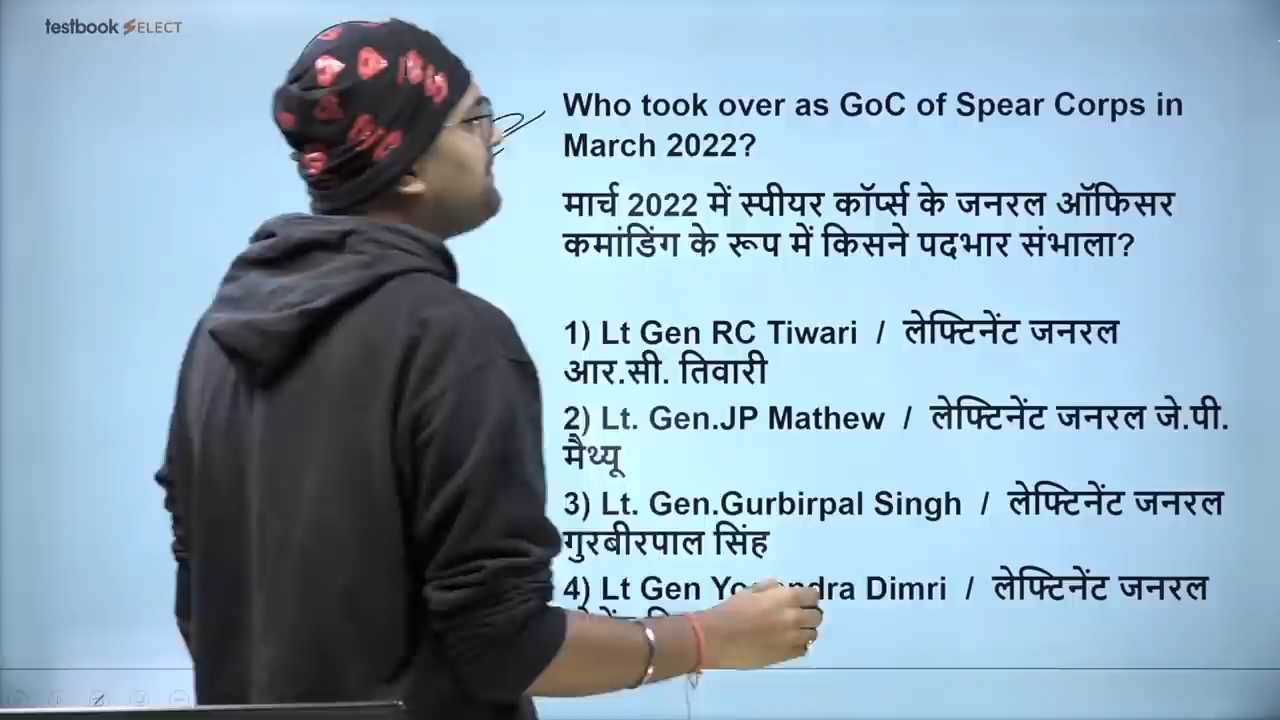 testbook SELECT
Who took over as GoC of Spear Corps in
March 2022?
मार्च 2022 में स्पीयर कॉर्प्स के जनरल ऑफिसर
कमांडिंग के रूप में किसने पदभार संभाला?
1) Lt Gen RC Tiwari / लेफ्टिनेंट जनरल
आर.सी. तिवारी
2) Lt. Gen.JP Mathew / लेफ्टिनेंट जनरल जे.पी.
मैथ्यू
3) Lt. Gen.Gurbirpal Singh / लेफ्टिनेंट जनरल
गुरबीरपाल सिंह
4) Lt Gen Dimri / लेफ्टिनेंट जनरल